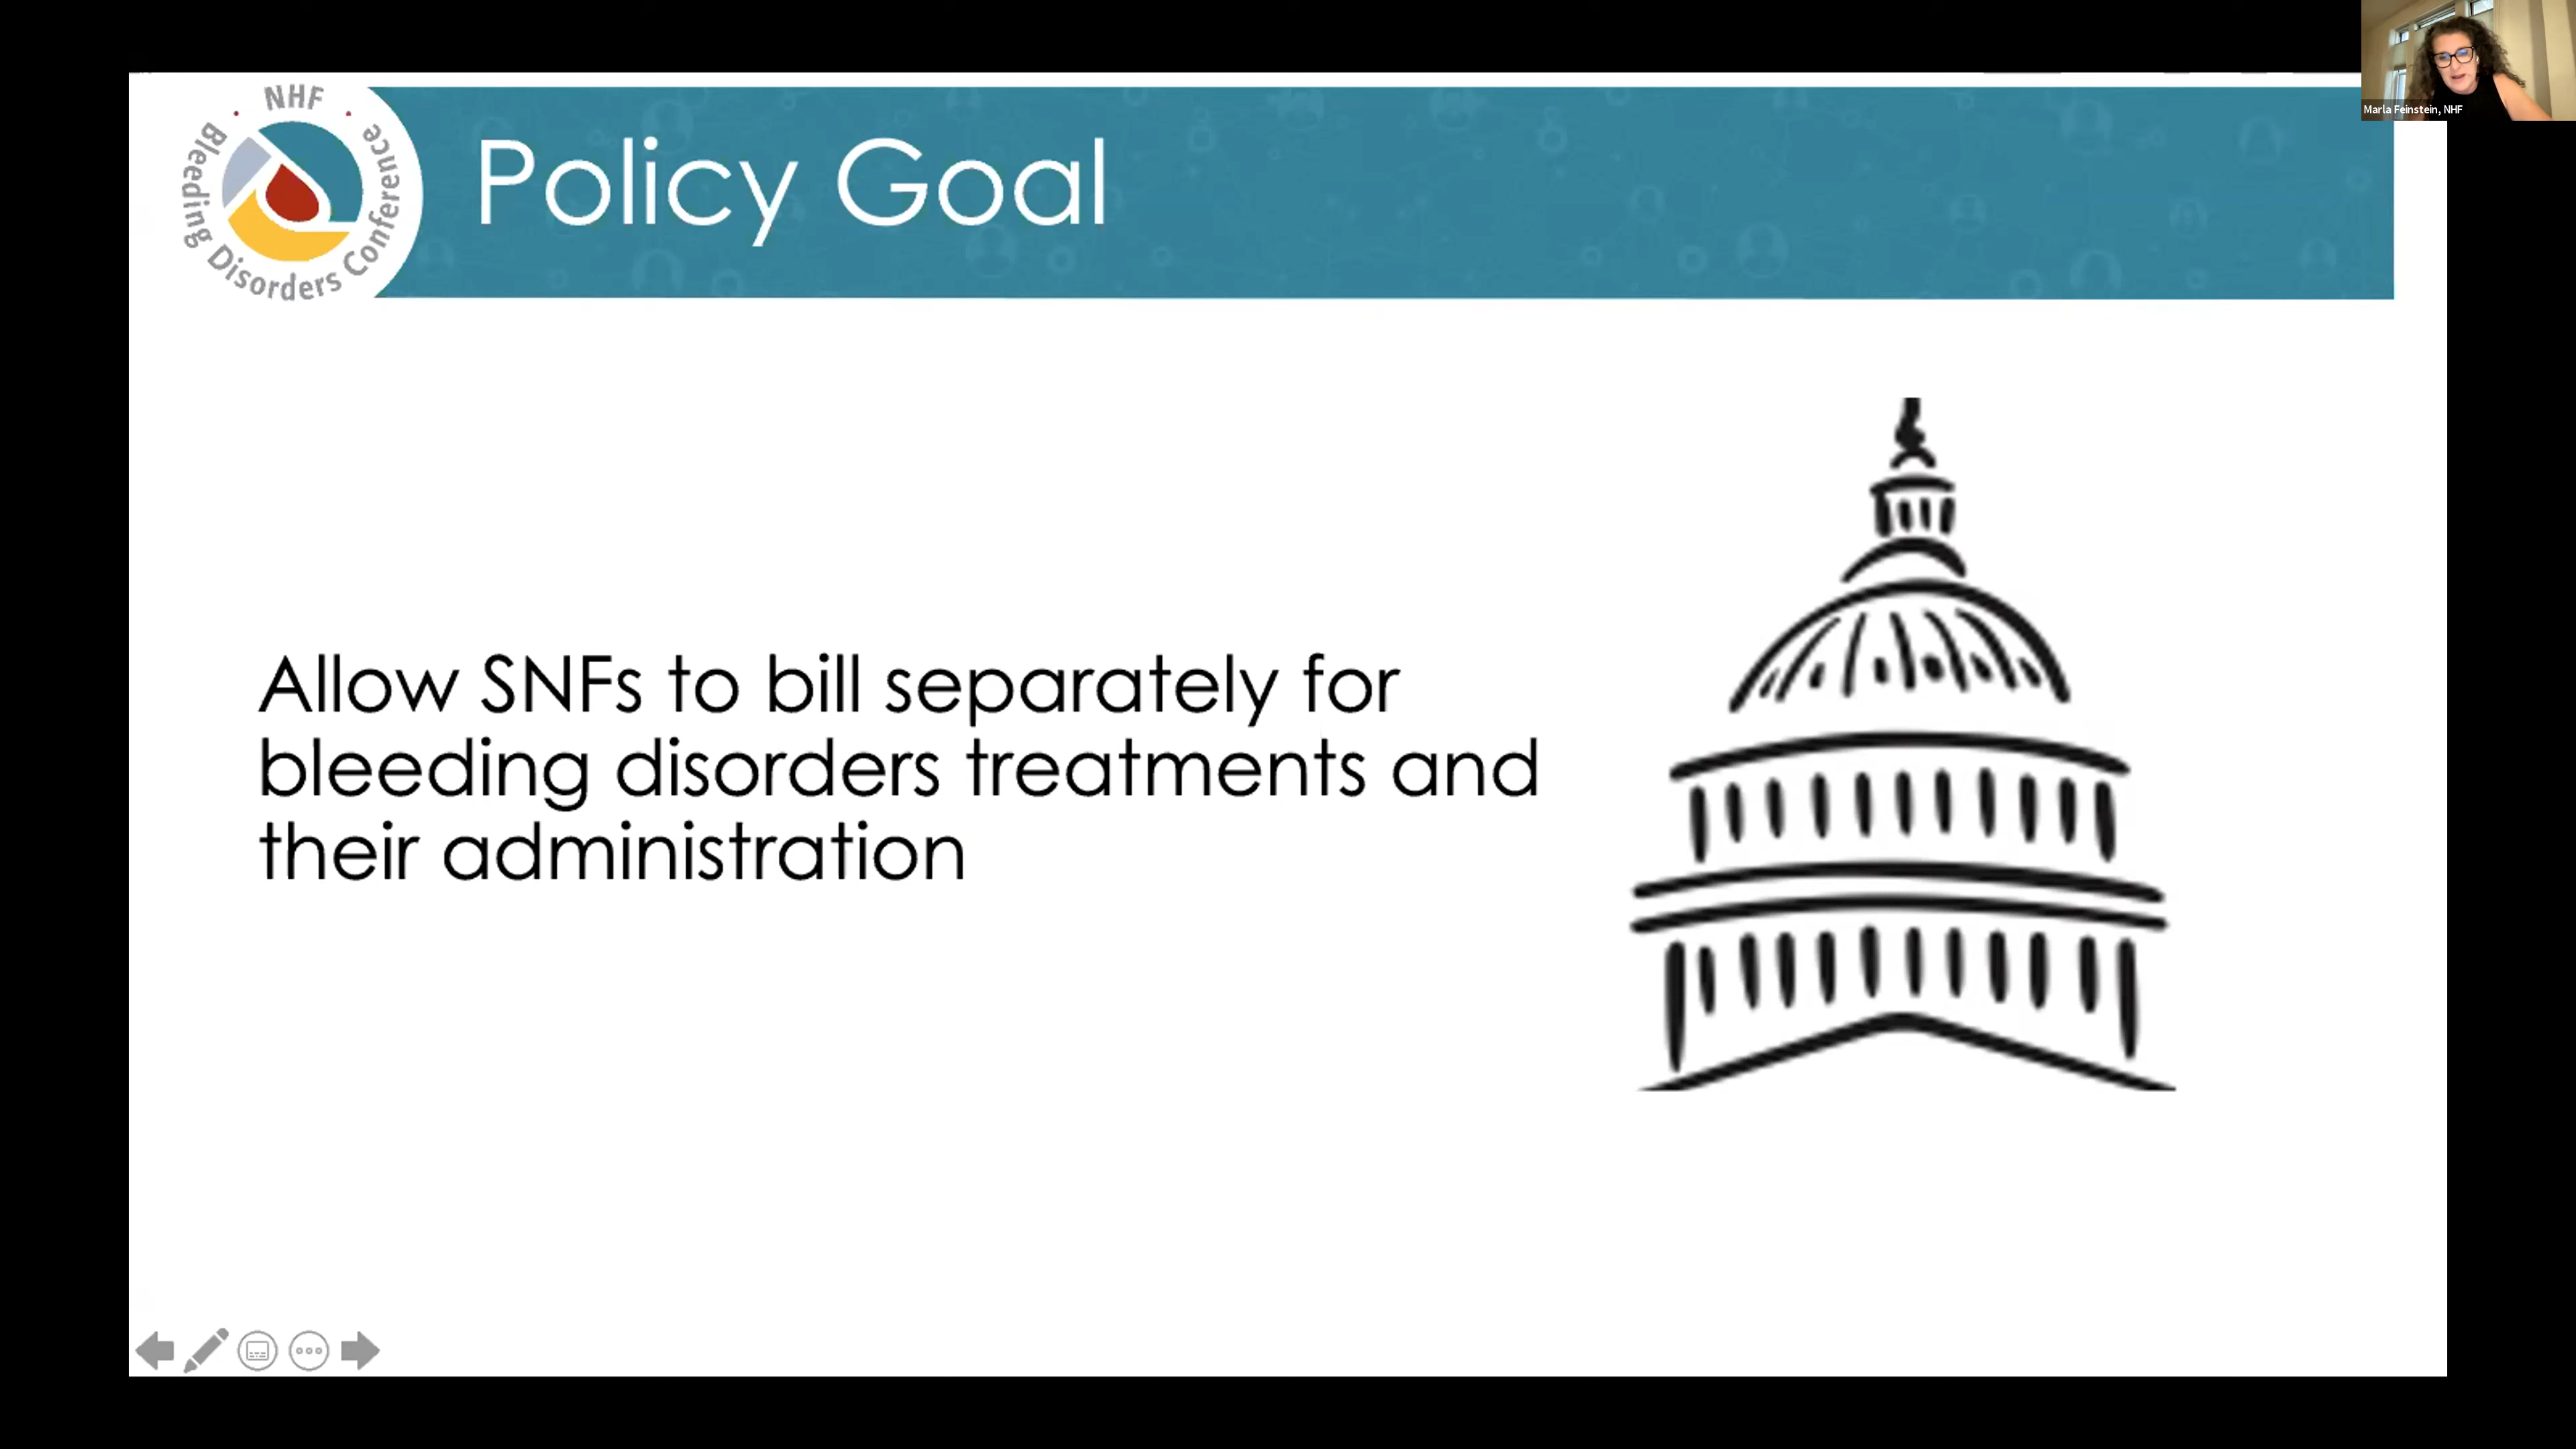 NHF
Bleeding Disorders Conference
Policy Goal
Marla Feinstein, NHF
Allow SNFs to bill separately for
bleeding disorders treatments and
their administration